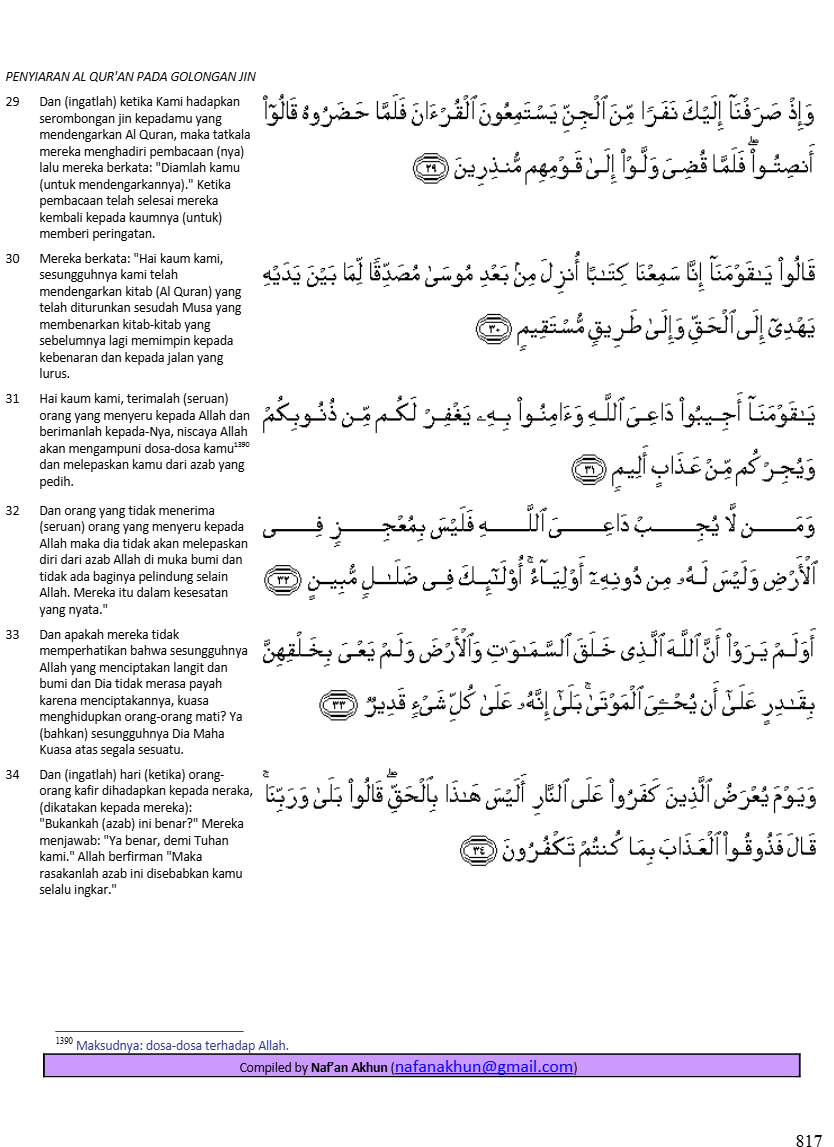 PENYIARAN AL QUR'AN PADA GOLONGAN JIN
29 Dan (ingatlah) ketika Kami hadapkan
serombongan jin kepadamu yang
mendengarkan Al Quran, maka tatkala
mereka menghadiri pembacaan (nya)
lalu mereka berkata: "Diamlah kamu
(untuk mendengarkannya)." Ketika
pembacaan telah selesai mereka
kembali kepada kaumnya (untuk)
memberi peringatan.
وَإِذْ صَرَفْنَآ إِلَيْكَ نَفَرًا مِّنَ ٱلْجِنِّ يَسْتَمِعُونَ ٱلْقُرْءَانَ فَلَمَّا حَضَرُوهُ قَالُوٓا۟
أَنصِتُوا۟ ۖ فَلَمَّا قُضِىَ وَلَّوْا۟ إِلَىٰ قَوْمِهِم مُّنذِرِينَ ٢٩
30 Mereka berkata: "Hai kaum kami,
sesungguhnya kami telah
mendengarkan kitab (Al Quran) yang
telah diturunkan sesudah Musa yang
membenarkan kitab-kitab yang
sebelumnya lagi memimpin kepada
kebenaran dan kepada jalan yang
lurus.
قَالُوا۟ يَـٰقَوْمَنَآ إِنَّا سَمِعْنَا كِتَـٰبًا أُنزِلَ مِنۢ بَعْدِ مُوسَىٰ مُصَدِّقًا لِّمَا بَيْنَ يَدَيْهِ
يَهْدِىٓ إِلَى ٱلْحَقِّ وَإِلَىٰ طَرِيقٍ مُّسْتَقِيمٍ ٣٠
31 Hai kaum kami, terimalah (seruan)
orang yang menyeru kepada Allah dan
berimanlah kepada-Nya, niscaya Allah
akan mengampuni dosa-dosa kamu1390
dan melepaskan kamu dari azab yang
pedih.
يَـٰقَوْمَنَآ أَجِيبُوا۟ دَاعِىَ ٱللَّهِ وَءَامِنُوا۟ بِهِۦ يَغْفِرْ لَكُم مِّن ذُنُوبِكُمْ
وَيُجِرْكُم مِّنْ عَذَابٍ أَلِيمٍ ٣١
32 Dan orang yang tidak menerima
(seruan) orang yang menyeru kepada
Allah maka dia tidak akan melepaskan
diri dari azab Allah di muka bumi dan
tidak ada baginya pelindung selain
Allah. Mereka itu dalam kesesatan
yang nyata."
وَمَن لَّا يُجِبْ دَاعِىَ ٱللَّهِ فَلَيْسَ بِمُعْجِزٍ فِى
ٱلْأَرْضِ وَلَيْسَ لَهُۥ مِن دُونِهِۦٓ أَوْلِيَآءُ ۚ أُو۟لَـٰٓئِكَ فِى ضَلَـٰلٍ مُّبِينٍ ٣٢
33 Dan apakah mereka tidak
memperhatikan bahwa sesungguhnya
Allah yang menciptakan langit dan
bumi dan Dia tidak merasa payah
karena menciptakannya, kuasa
menghidupkan orang-orang mati? Ya
(bahkan) sesungguhnya Dia Maha
Kuasa atas segala sesuatu.
أَوَلَمْ يَرَوْا۟ أَنَّ ٱللَّهَ ٱلَّذِى خَلَقَ ٱلسَّمَـٰوَٰتِ وَٱلْأَرْضَ وَلَمْ يَعْىَ بِخَلْقِهِنَّ
بِقَـٰدِرٍ عَلَىٰٓ أَن يُحْـِۧىَ ٱلْمَوْتَىٰ ۚ بَلَىٰٓ إِنَّهُۥ عَلَىٰ كُلِّ شَىْءٍ قَدِيرٌ ٣٣
34 Dan (ingatlah) hari (ketika) orang-
orang kafir dihadapkan kepada neraka,
(dikatakan kepada mereka):
"Bukankah (azab) ini benar?" Mereka
menjawab: "Ya benar, demi Tuhan
kami." Allah berfirman "Maka
rasakanlah azab ini disebabkan kamu
selalu ingkar."
وَيَوْمَ يُعْرَضُ ٱلَّذِينَ كَفَرُوا۟ عَلَى ٱلنَّارِ أَلَيْسَ هَـٰذَا بِٱلْحَقِّ ۖ قَالُوا۟ بَلَىٰ وَرَبِّنَا ۚ
قَالَ فَذُوقُوا۟ ٱلْعَذَابَ بِمَا كُنتُمْ تَكْفُرُونَ ٣٤
1390 Maksudnya: dosa-dosa terhadap Allah.
Compiled by Naf'an Akhun (nafanakhun@gmail.com)
817